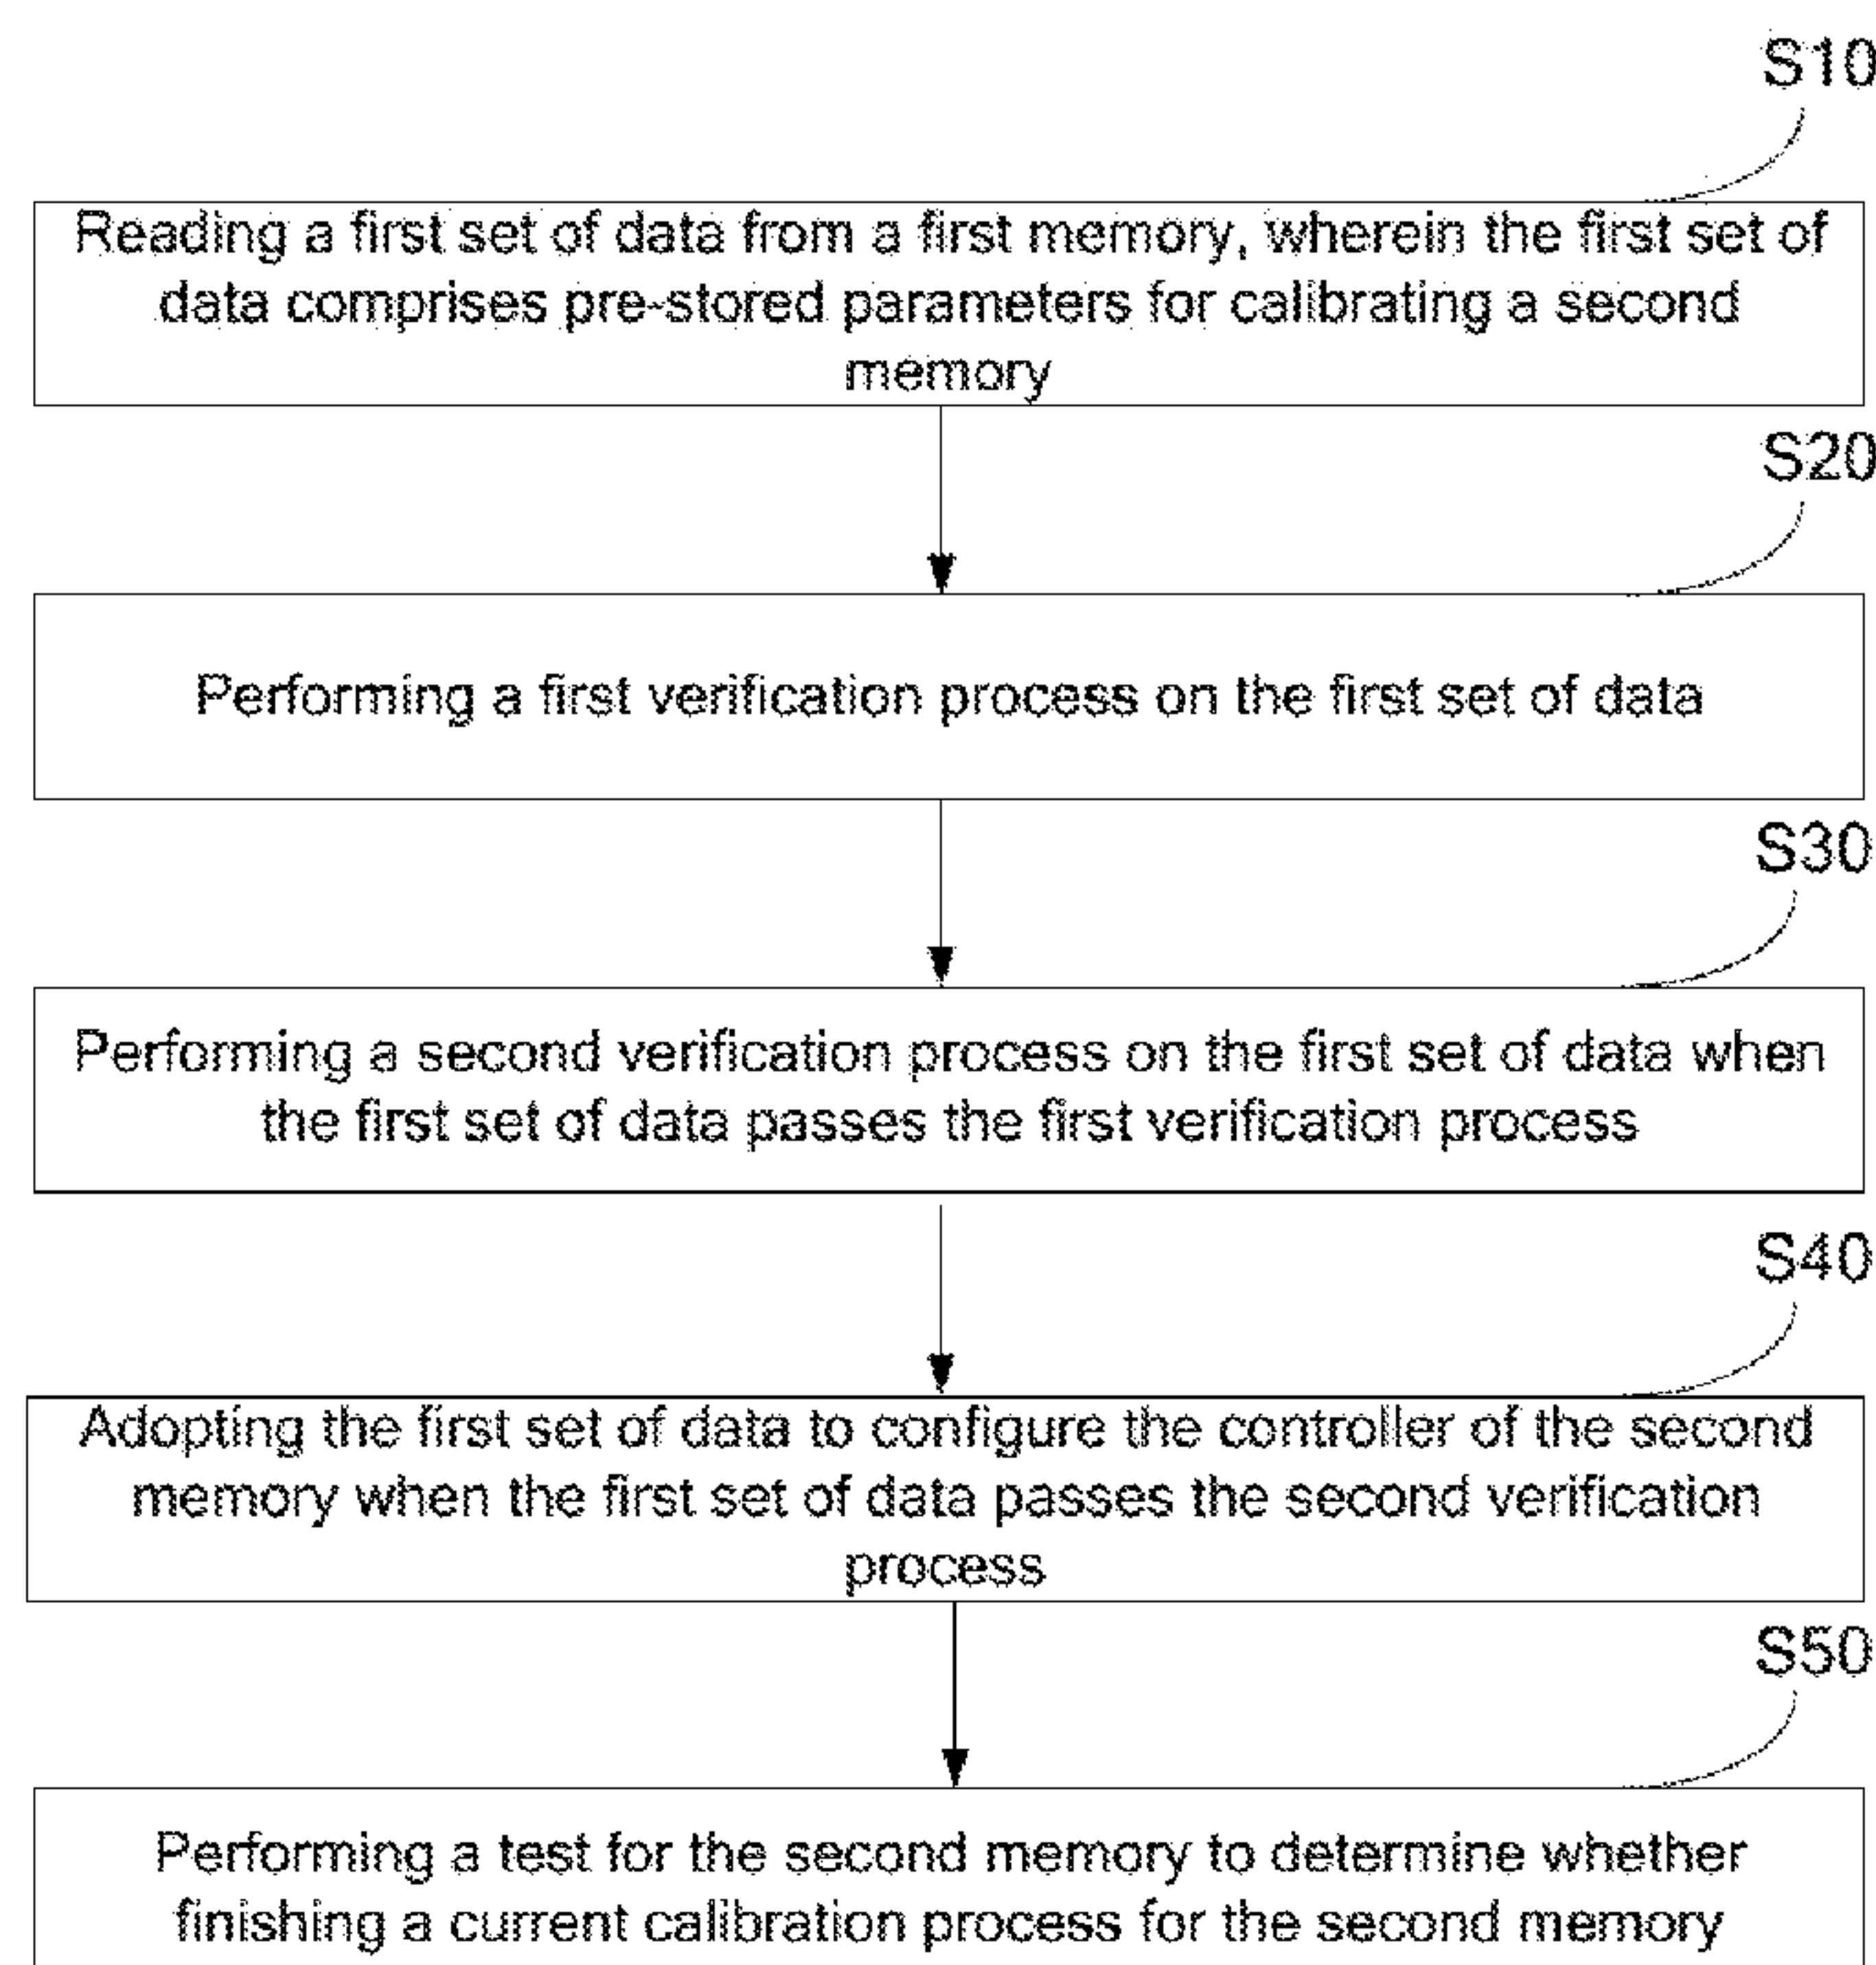 S10
Reading a first set of data from a first memory, wherein the first set of
data comprises pre-stored parameters for calibrating a second
memory
S20
Performing a first verification process on the first set of data
S30
Performing a second verification process on the first set of data when
the first set of data passes the first verification process
S40
Adopting the first set of data to configure the controller of the second
memory when the first set of data passes the second verification
process
S50
Performing a test for the second memory to determine whether
finishing a current calibration process for the second memory